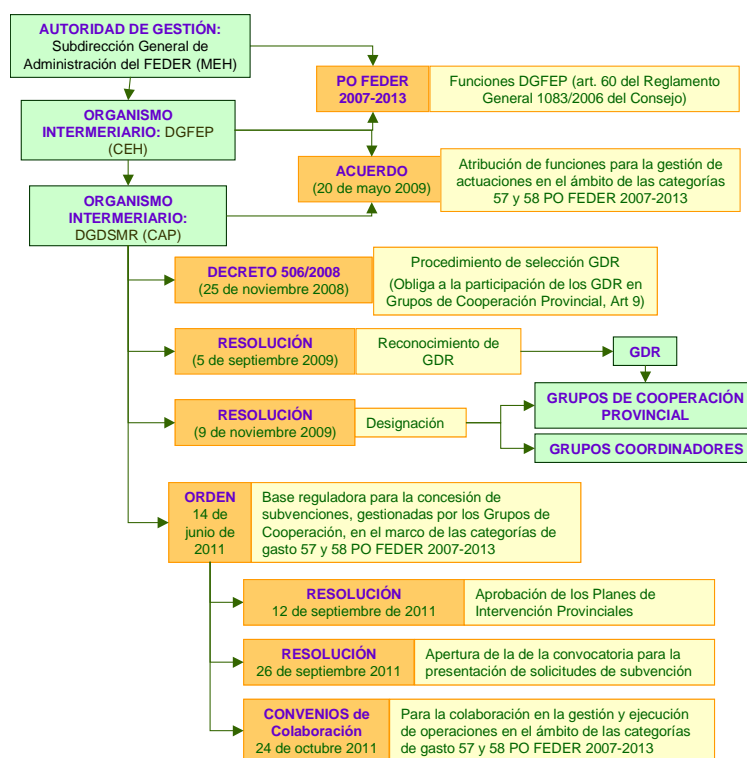 AUTORIDAD DE GESTIÓN:
Subdirección General de
Administración del FEDER (MEH)
PO FEDER
2007-2013
Funciones DGFEP (art. 60 del Reglamento
General 1083/2006 del Consejo)
ORGANISMO
INTERMERIARIO: DGFEP
(CEH)
ACUERDO
(20 de mayo 2009)
Atribución de funciones para la gestión de
actuaciones en el ámbito de las categorías
57 y 58 PO FEDER 2007-2013
ORGANISMO
INTERMERIARIO:
DGDSMR (CAP)
DECRETO 506/2008
(25 de noviembre 2008)
Procedimiento de selección GDR
(Obliga a la participación de los GDR en
Grupos de Cooperación Provincial, Art 9)
RESOLUCIÓN
(5 de septiembre 2009)
Reconocimiento de
GDR
GDR
GRUPOS DE COOPERACIÓN
PROVINCIAL
RESOLUCIÓN
(9 de noviembre 2009)
Designación
GRUPOS COORDINADORES
ORDEN
14 de
junio de
2011
Base reguladora para la concesión de
subvenciones, gestionadas por los Grupos de
Cooperación, en el marco de las categorías de
gasto 57 y 58 PO FEDER 2007-2013
RESOLUCIÓN
12 de septiembre de 2011
Aprobación de los Planes de
Intervención Provinciales
RESOLUCIÓN
26 de septiembre 2011
Apertura de la de la convocatoria para la
presentación de solicitudes de subvención
CONVENIOS de
Colaboración
24 de octubre 2011
Para la colaboración en la gestión y ejecución
de operaciones en el ámbito de las categorías
de gasto 57 y 58 PO FEDER 2007-2013